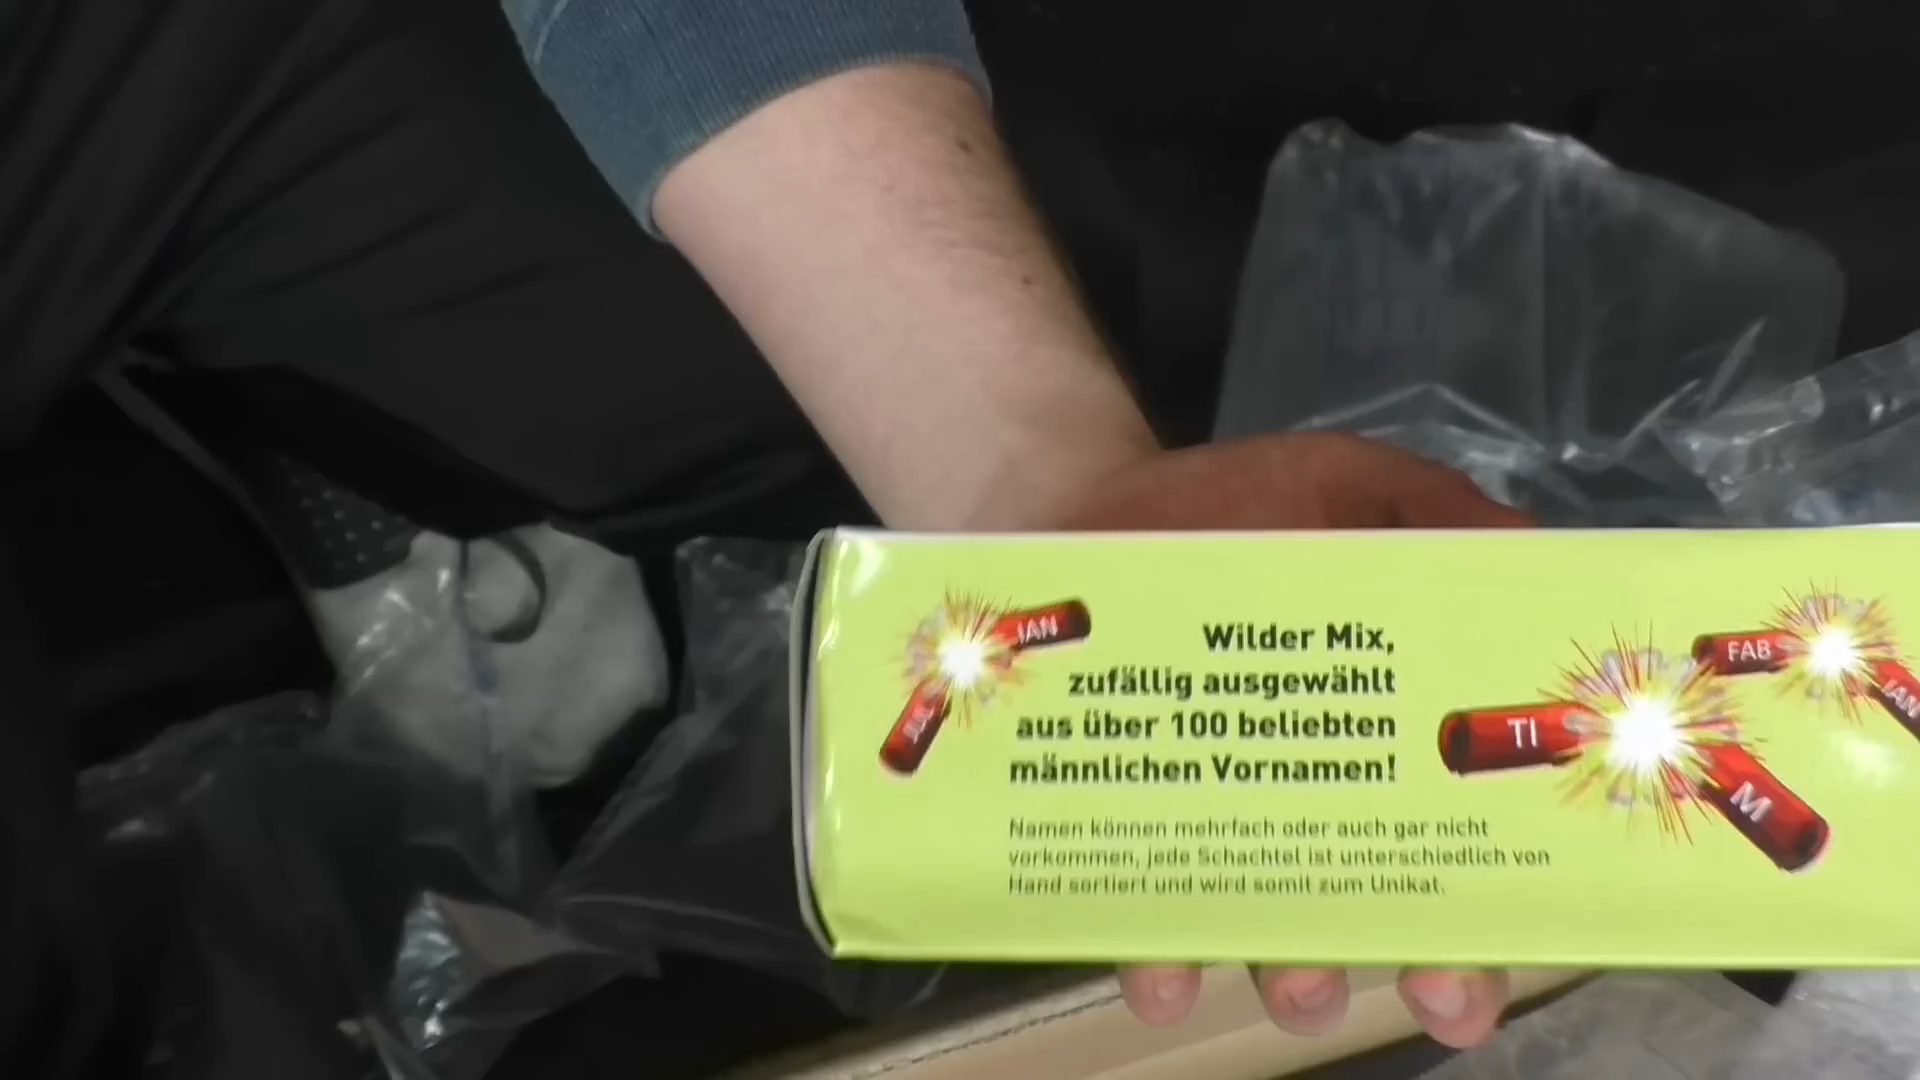 JAN
Wilder Mix,
zufällig ausgewählt
aus über 100 beliebten
männlichen Vornamen!
Namen können mehrfach oder auch gar nicht
vorkommen, jede Schachtel ist unterschiedlich von
Hand sortiert und wird somit zum Unikat.
TI
M
FAB
IAN